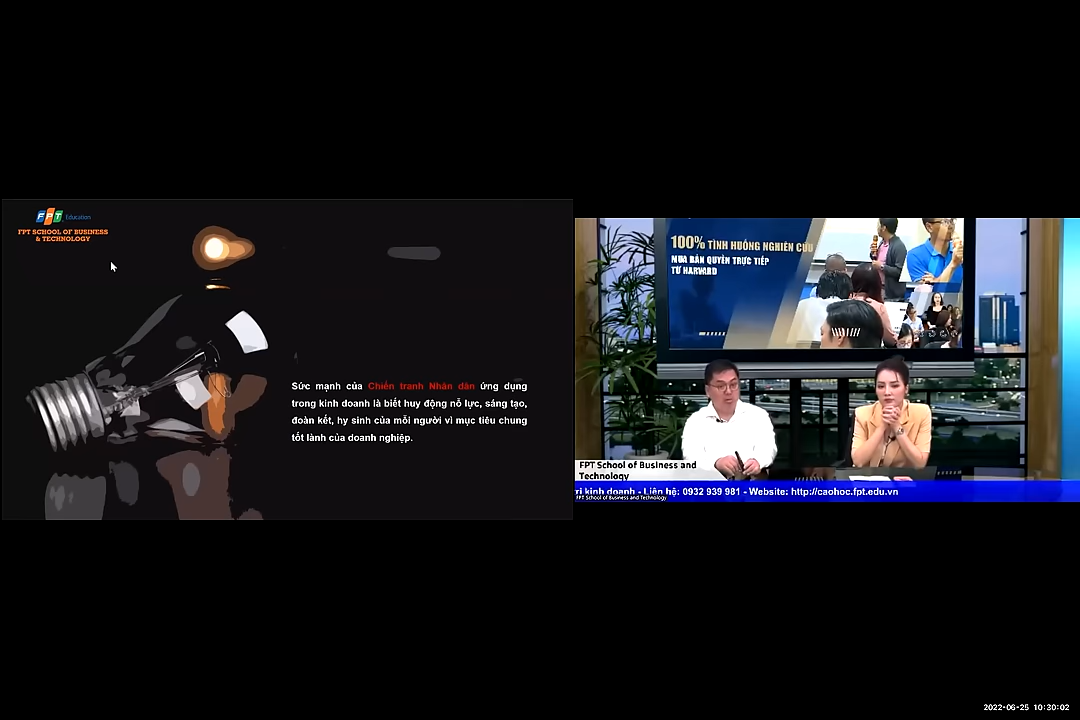 FPT Education
FPT SCHOOL OF BUSINESS
& TECHNOLOGY
Sức mạnh của Chiến tranh Nhân dân ứng dụng
trong kinh doanh là biết huy động nỗ lực, sáng tạo,
đoàn kết, hy sinh của mỗi người vì mục tiêu chung
tốt lành của doanh nghiệp.
100% TÌNH HUỐNG NGHIÊN CỨU
MUA BẢN QUYỀN TRỰC TIẾP
TỪ HARVARD
FPT School of Business and
Technology
trị kinh doanh - Liên hệ: 0932 939 981 - Website: http://caohoc.fpt.edu.vn
FPT School of Business and Technology
2022-06-25 10:30:02